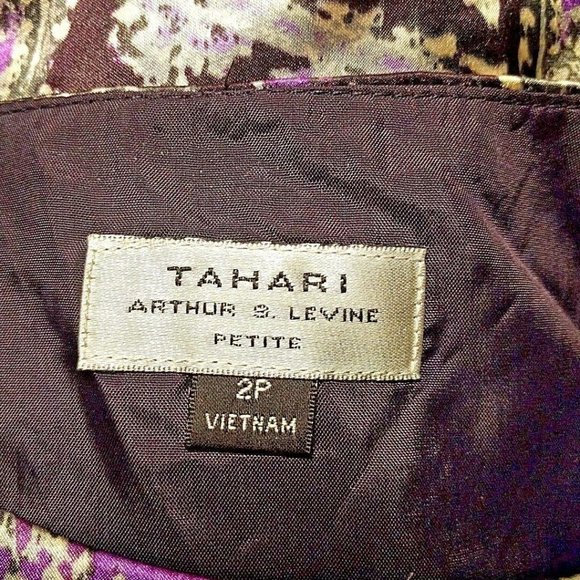 TAHARI
ARTHUR S. LEVINE
PETITE
2P
VIETNAM